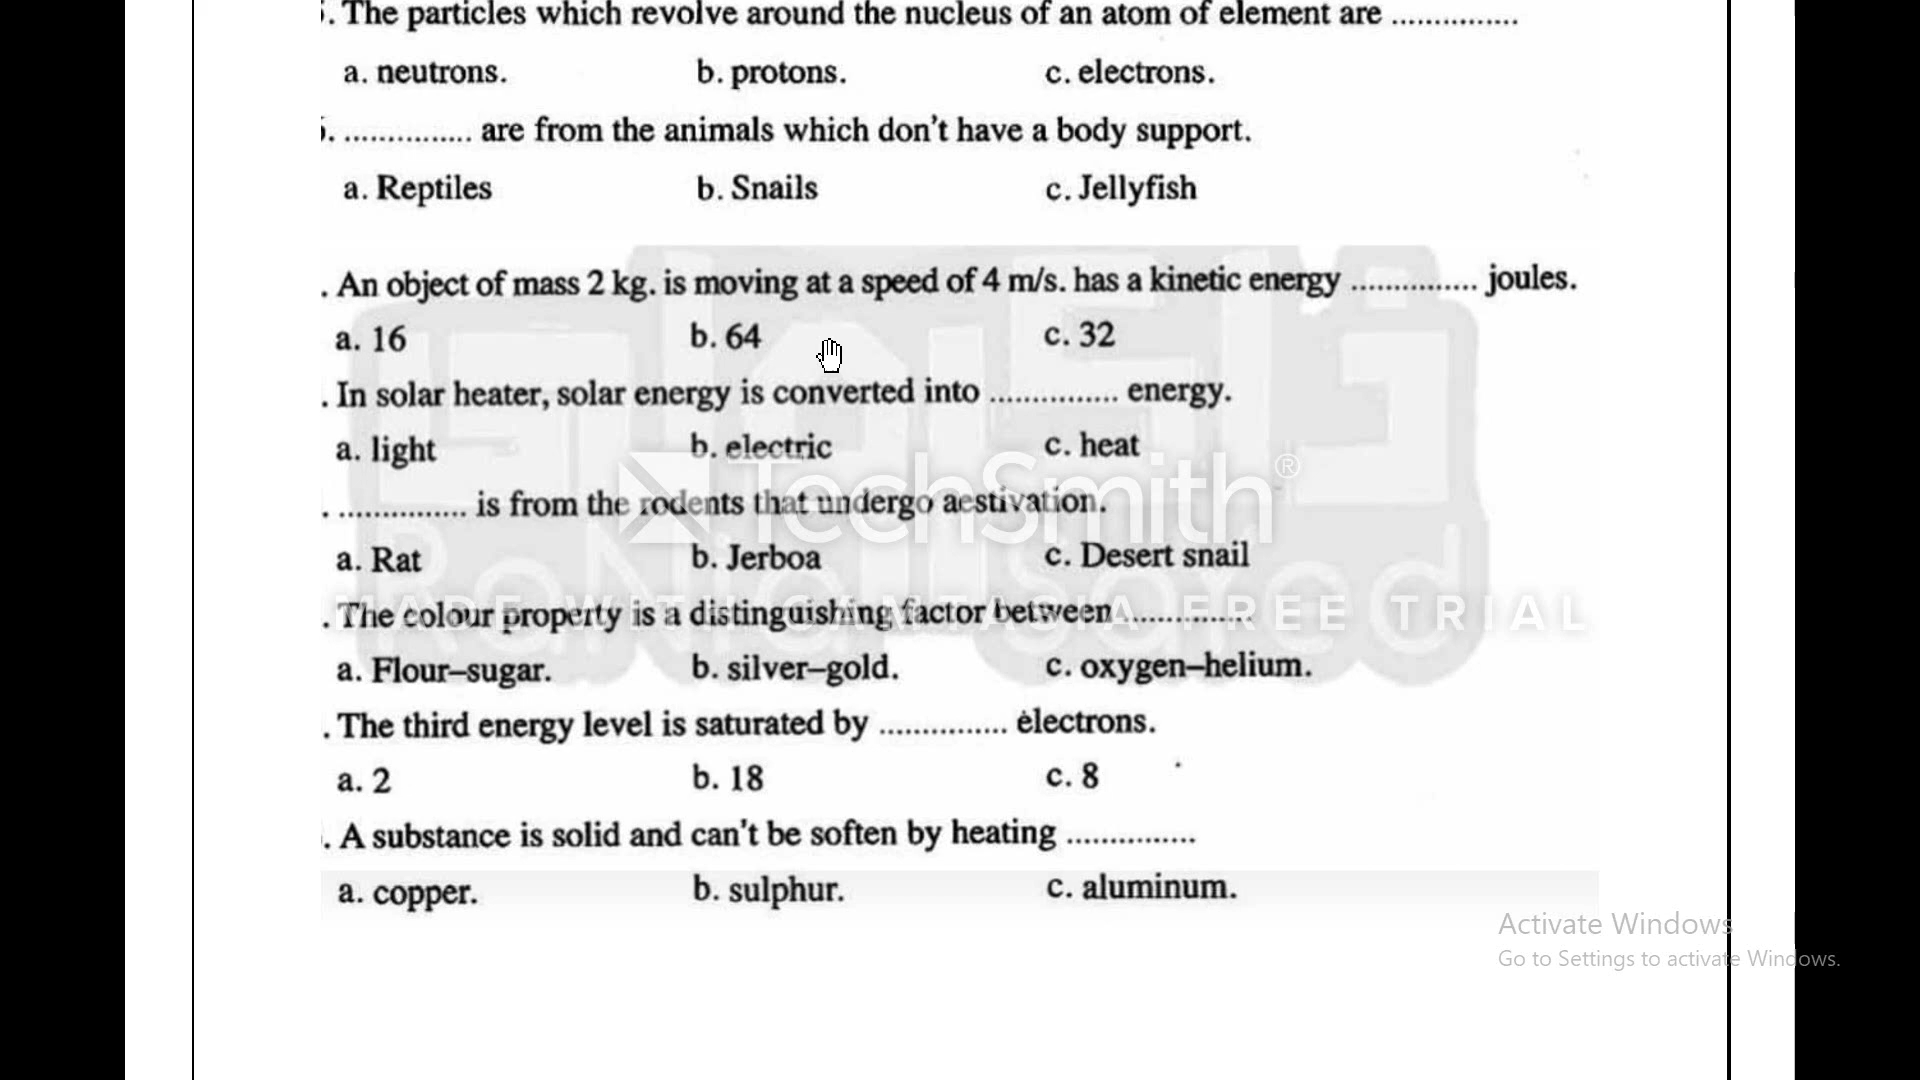 . The particles which revolve around the nucleus of an atom of element are ...............
a. neutrons. b. protons. c. electrons.
. ............... are from the animals which don't have a body support.
a. Reptiles b. Snails c. Jellyfish
. An object of mass 2 kg. is moving at a speed of 4 m/s. has a kinetic energy ............... joules.
a. 16 b. 64 c. 32
. In solar heater, solar energy is converted into ............... energy.
a. light b. electric c. heat
TechSmith®
. ............... is from the rodents that undergo aestivation.
a. Rat b. Jerboa c. Desert snail
MADE WITH CAMTASIA FREE TRIAL
. The colour property is a distinguishing factor between ...............
a. Flour–sugar. b. silver–gold. c. oxygen–helium.
. The third energy level is saturated by ............... electrons.
a. 2 b. 18 c. 8
. A substance is solid and can't be soften by heating ...............
a. copper. b. sulphur. c. aluminum.
Activate Windows
Go to Settings to activate Windows.